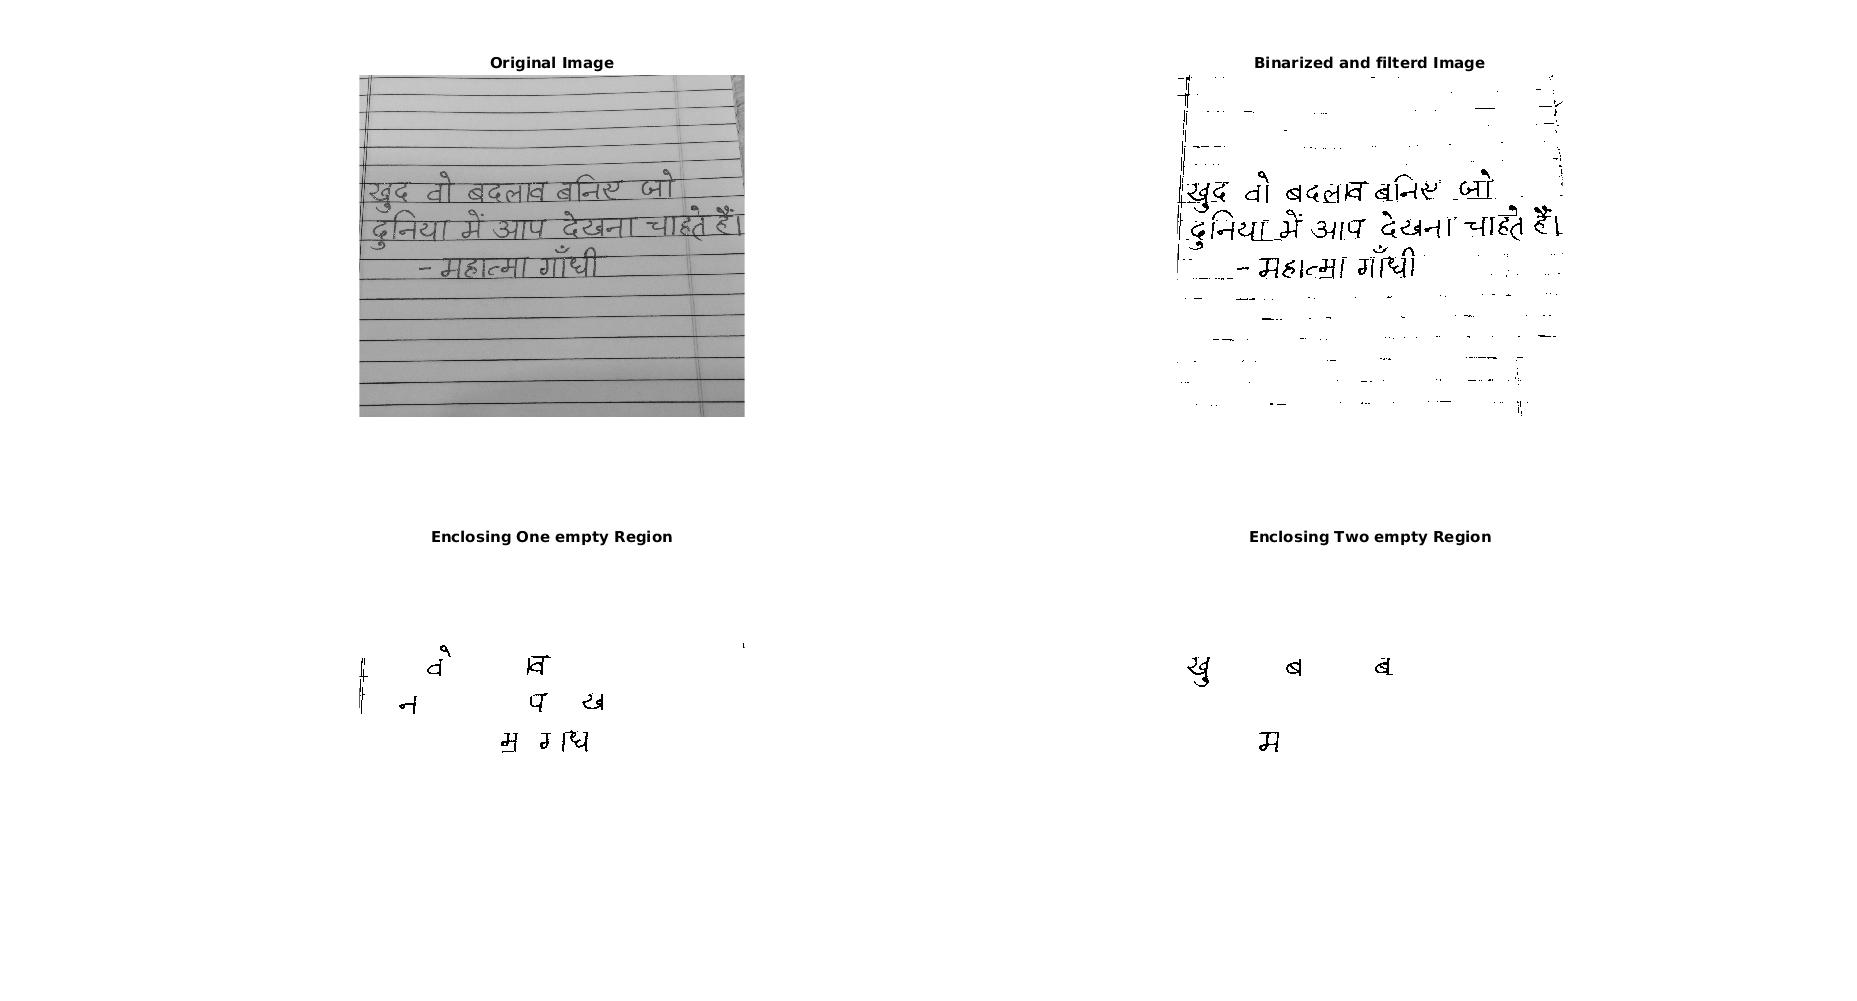 Original Image
खुद वो बदलाव बनिए जो
दुनिया में आप देखना चाहते हैं।
- महात्मा गाँधी
Binarized and filterd Image
खुद वो बदलाव बनिए जो
दुनिया में आप देखना चाहते हैं।
- महात्मा गाँधी
Enclosing One empty Region
वो व
न प ख
म ग ध
Enclosing Two empty Region
खु ब ब
म